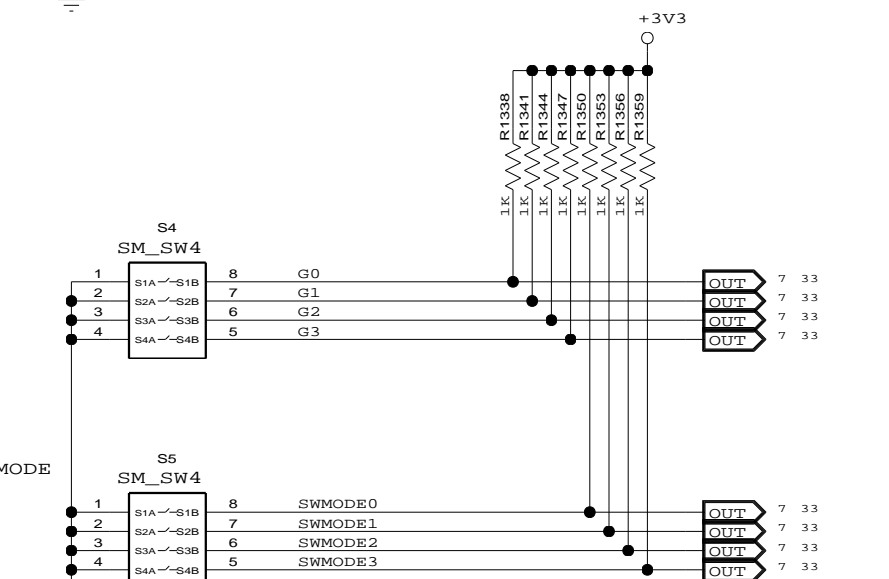 +3V3
R1338 R1341 R1344 R1347 R1350 R1353 R1356 R1359
1K 1K 1K 1K 1K 1K 1K 1K
S4
SM_SW4
1 S1A S1B 8 G0 OUT 7 33
2 S2A S2B 7 G1 OUT 7 33
3 S3A S3B 6 G2 OUT 7 33
4 S4A S4B 5 G3 OUT 7 33
MODE
S5
SM_SW4
1 S1A S1B 8 SWMODE0 OUT 7 33
2 S2A S2B 7 SWMODE1 OUT 7 33
3 S3A S3B 6 SWMODE2 OUT 7 33
4 S4A S4B 5 SWMODE3 OUT 7 33